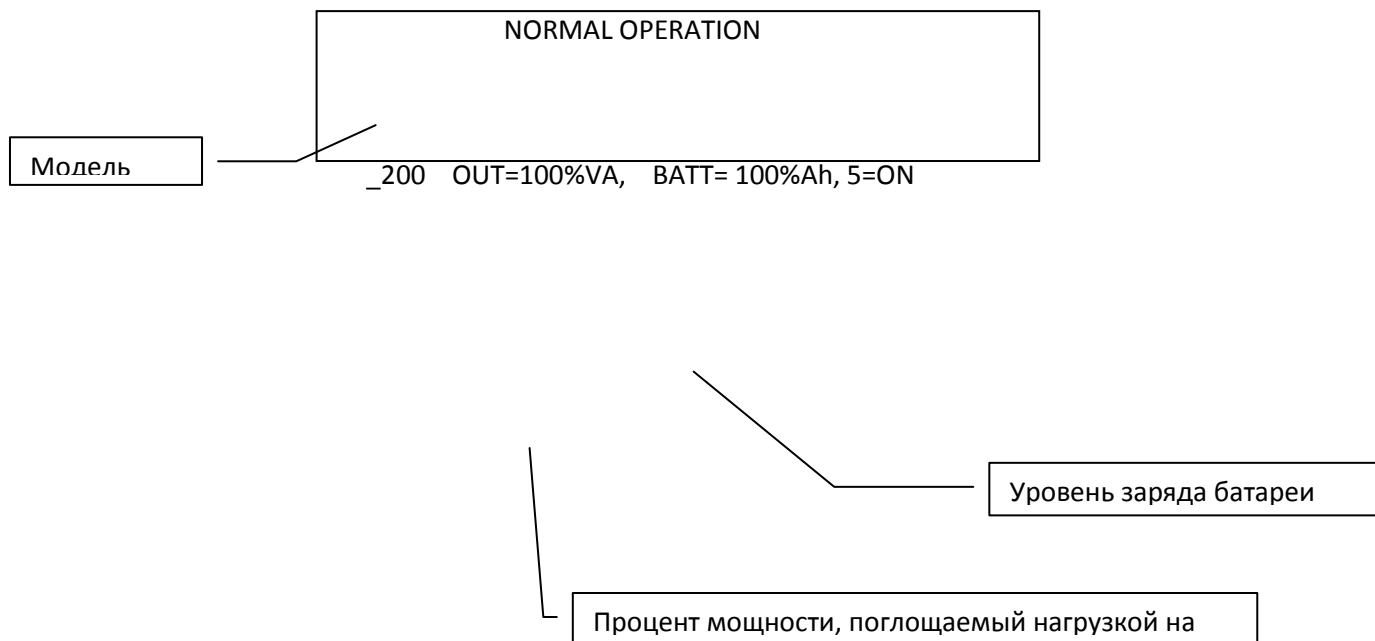 NORMAL OPERATION
Модель
_200 OUT=100%VA, BATT= 100%Ah, 5=ON
Уровень заряда батареи
Процент мощности, поглощаемый нагрузкой на